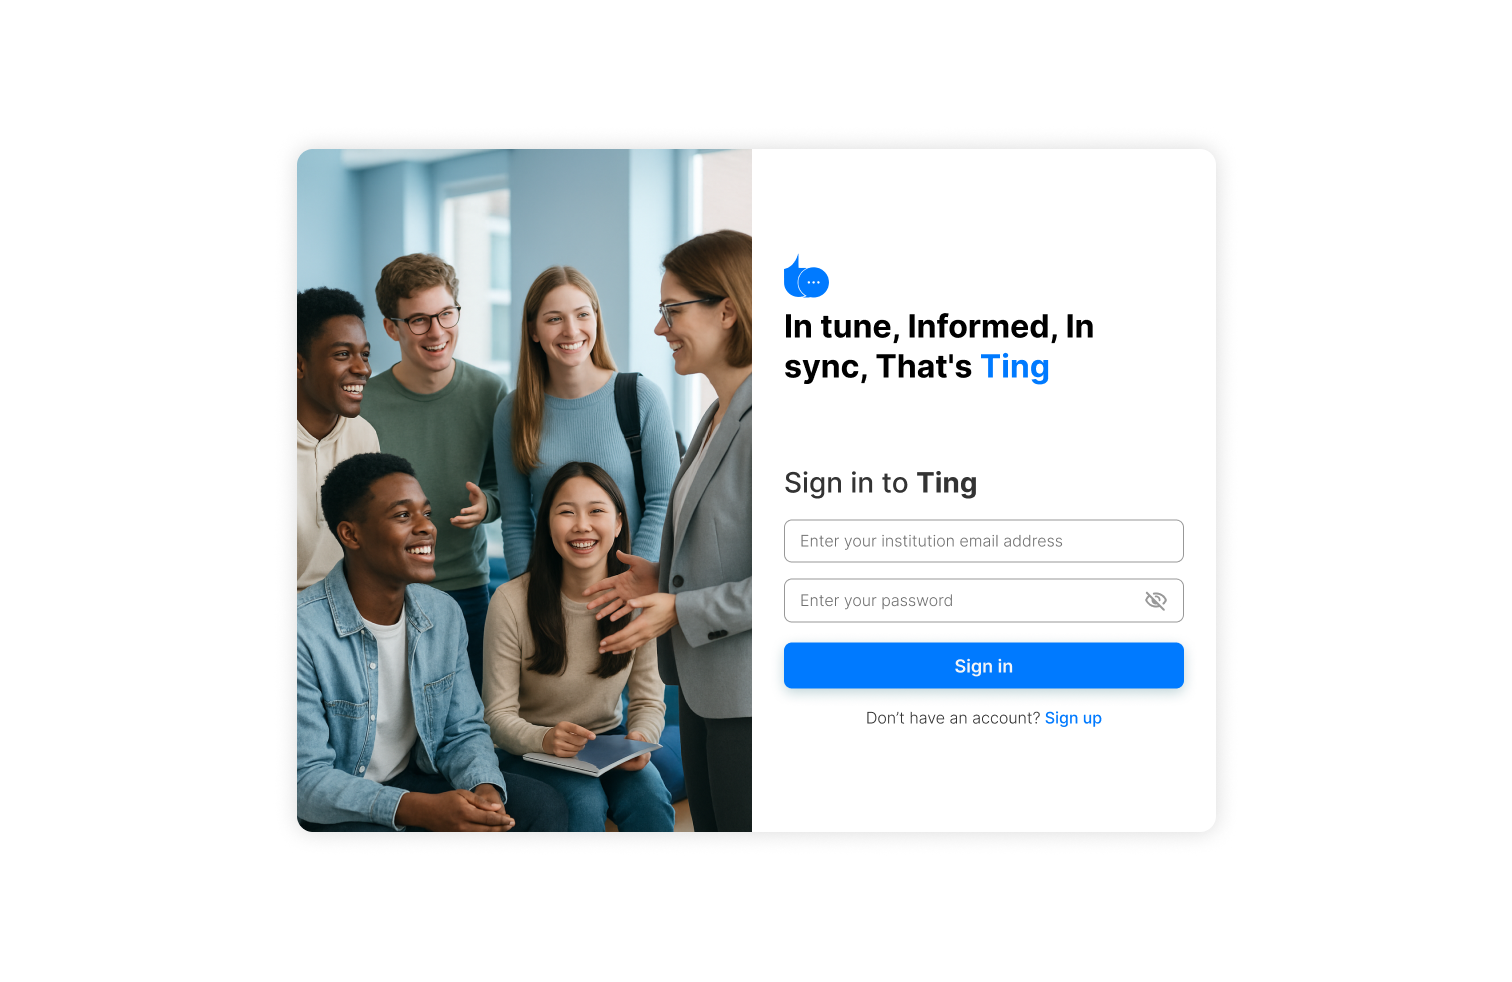 In tune, Informed, In
sync, That's Ting
Sign in to Ting
Enter your institution email address
Enter your password
Sign in
Don’t have an account? Sign up